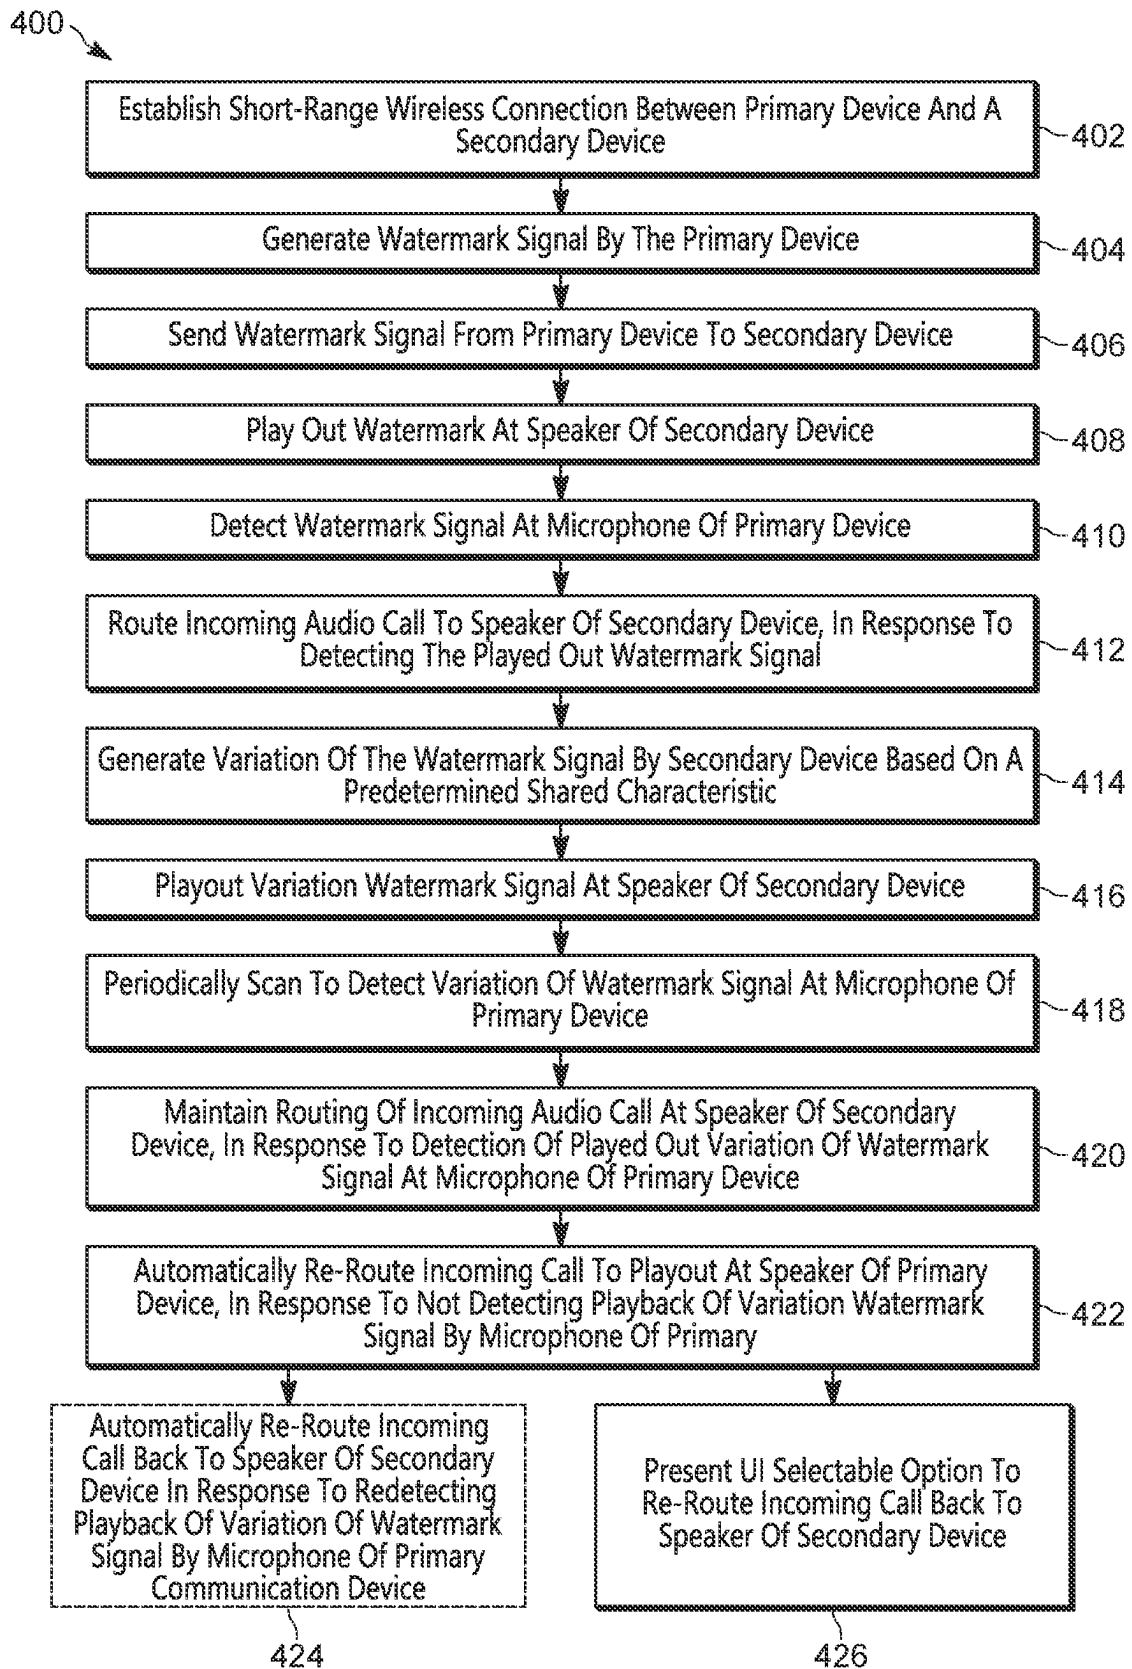 400
Establish Short-Range Wireless Connection Between Primary Device And A
Secondary Device
402
Generate Watermark Signal By The Primary Device
404
Send Watermark Signal From Primary Device To Secondary Device
406
Play Out Watermark At Speaker Of Secondary Device
408
Detect Watermark Signal At Microphone Of Primary Device
410
Route Incoming Audio Call To Speaker Of Secondary Device, In Response To
Detecting The Played Out Watermark Signal
412
Generate Variation Of The Watermark Signal By Secondary Device Based On A
Predetermined Shared Characteristic
414
Playout Variation Watermark Signal At Speaker Of Secondary Device
416
Periodically Scan To Detect Variation Of Watermark Signal At Microphone Of
Primary Device
418
Maintain Routing Of Incoming Audio Call At Speaker Of Secondary
Device, In Response To Detection Of Played Out Variation Of Watermark
Signal At Microphone Of Primary Device
420
Automatically Re-Route Incoming Call To Playout At Speaker Of Primary
Device, In Response To Not Detecting Playback Of Variation Watermark
Signal By Microphone Of Primary
422
Automatically Re-Route Incoming
Call Back To Speaker Of Secondary
Device In Response To Redetecting
Playback Of Variation Of Watermark
Signal By Microphone Of Primary
Communication Device
424
Present UI Selectable Option To
Re-Route Incoming Call Back To
Speaker Of Secondary Device
426